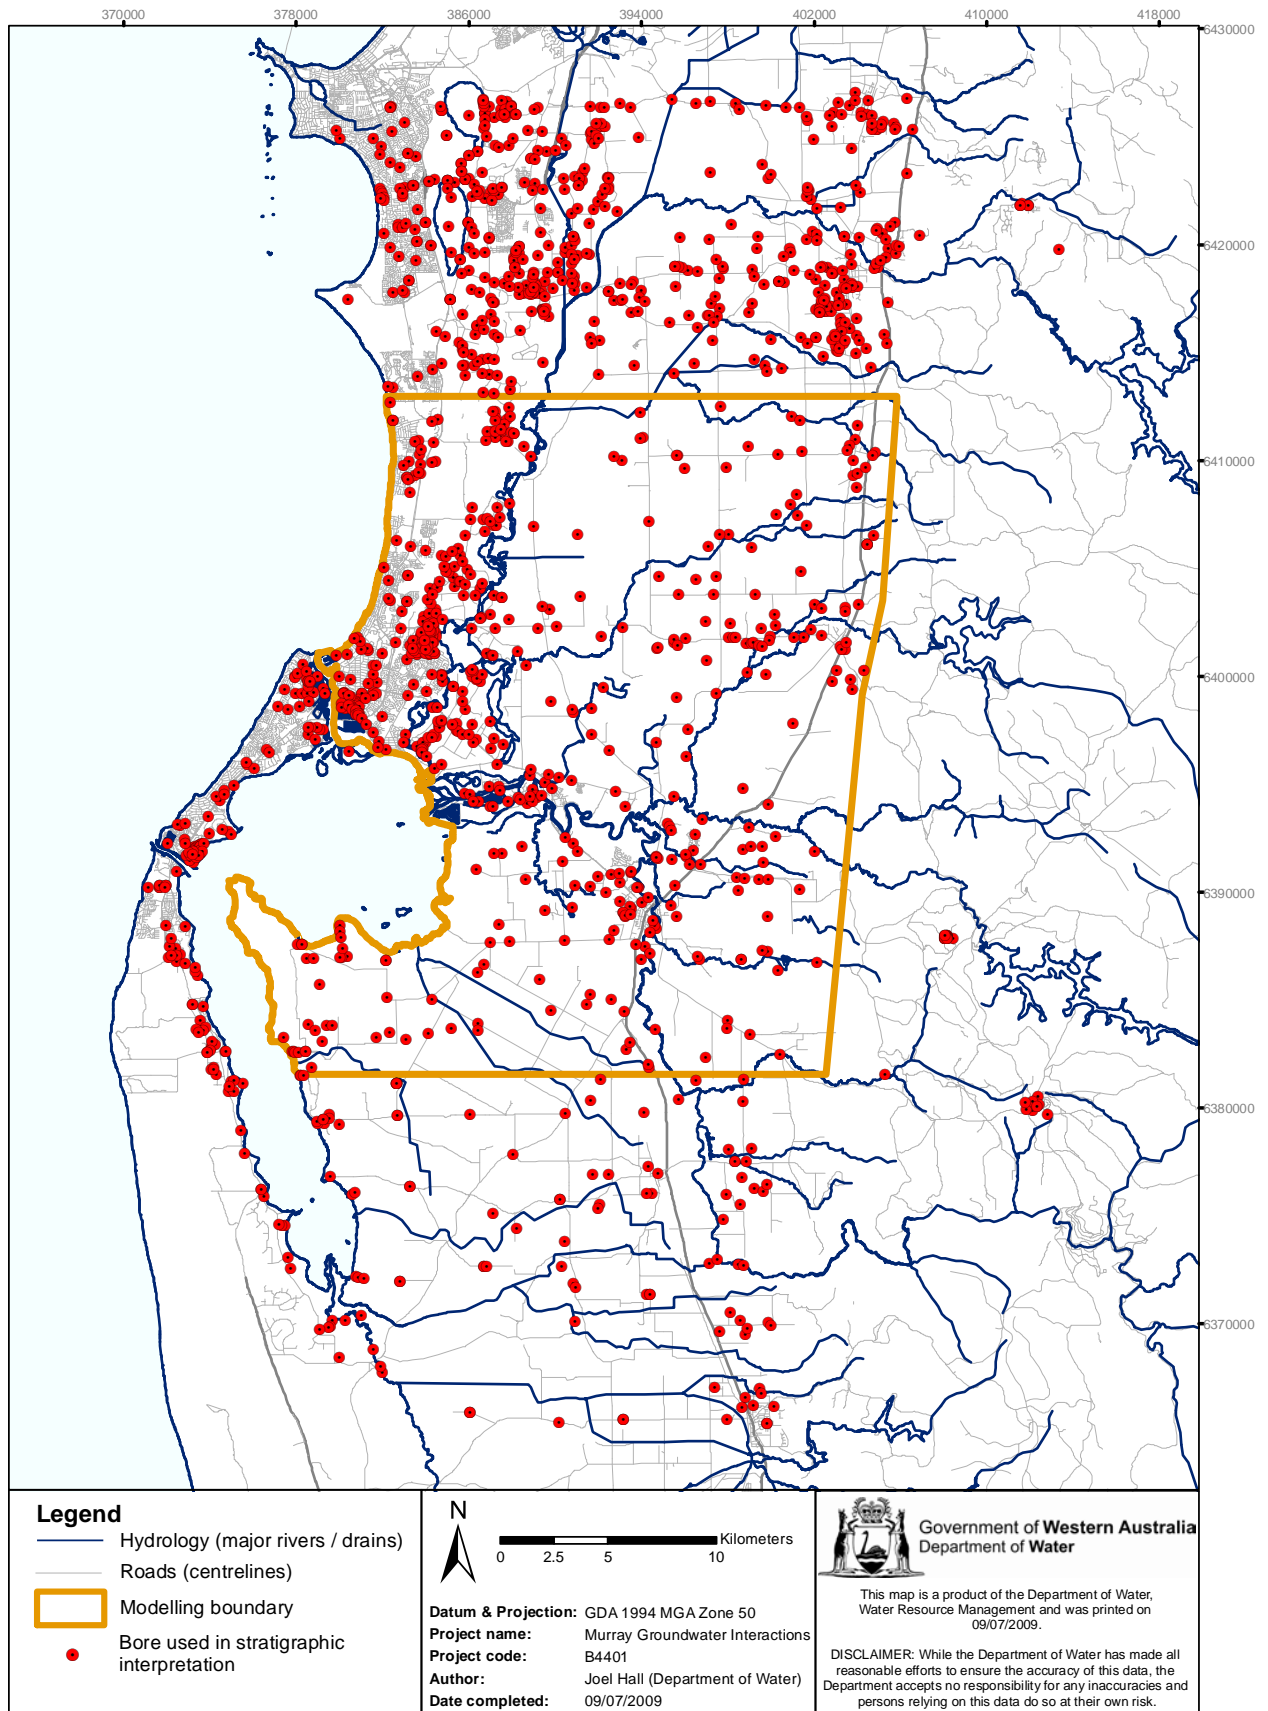 370000 378000 386000 394000 402000 410000 418000
6430000
6420000
6410000
6400000
6390000
6380000
6370000
Legend
Hydrology (major rivers / drains)
Roads (centrelines)
Modelling boundary
Bore used in stratigraphic
interpretation
N
Kilometers
0 2.5 5 10
Datum & Projection: GDA 1994 MGA Zone 50
Project name: Murray Groundwater Interactions
Project code: B4401
Author: Joel Hall (Department of Water)
Date completed: 09/07/2009
Government of Western Australia
Department of Water
This map is a product of the Department of Water,
Water Resource Management and was printed on
09/07/2009.
DISCLAIMER: While the Department of Water has made all
reasonable efforts to ensure the accuracy of this data, the
Department accepts no responsibility for any inaccuracies and
persons relying on this data do so at their own risk.